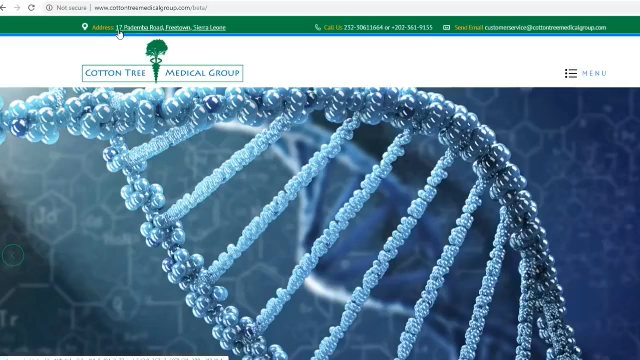 Not secure | www.cottontreemedicalgroup.com/beta/
Address: 17 Pademba Road, Freetown, Sierra Leone
Call Us 232-30611664 or +202-361-9155
Send Email customerservice@cottontreemedicalgroup.com
COTTON TREE MEDICAL GROUP
MENU
Tr